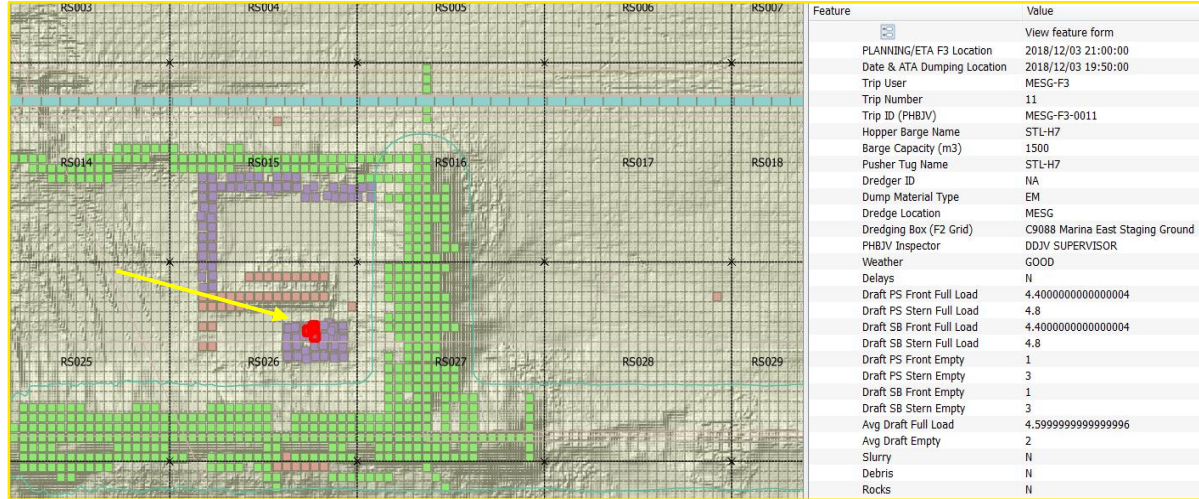 RS003 RS004 RS005 RS006 RS007
RS014 RS015 RS016 RS017 RS018
RS025 RS026 RS027 RS028 RS029
Feature Value
View feature form
PLANNING/ETA F3 Location 2018/12/03 21:00:00
Date & ATA Dumping Location 2018/12/03 19:50:00
Trip User MESG-F3
Trip Number 11
Trip ID (PHBJV) MESG-F3-0011
Hopper Barge Name STL-H7
Barge Capacity (m3) 1500
Pusher Tug Name STL-H7
Dredger ID NA
Dump Material Type EM
Dredge Location MESG
Dredging Box (F2 Grid) C9088 Marina East Staging Ground
PHBJV Inspector DDJV SUPERVISOR
Weather GOOD
Delays N
Draft PS Front Full Load 4.4000000000000004
Draft PS Stern Full Load 4.8
Draft SB Front Full Load 4.4000000000000004
Draft SB Stern Full Load 4.8
Draft PS Front Empty 1
Draft PS Stern Empty 3
Draft SB Front Empty 1
Draft SB Stern Empty 3
Avg Draft Full Load 4.5999999999999996
Avg Draft Empty 2
Slurry N
Debris N
Rocks N